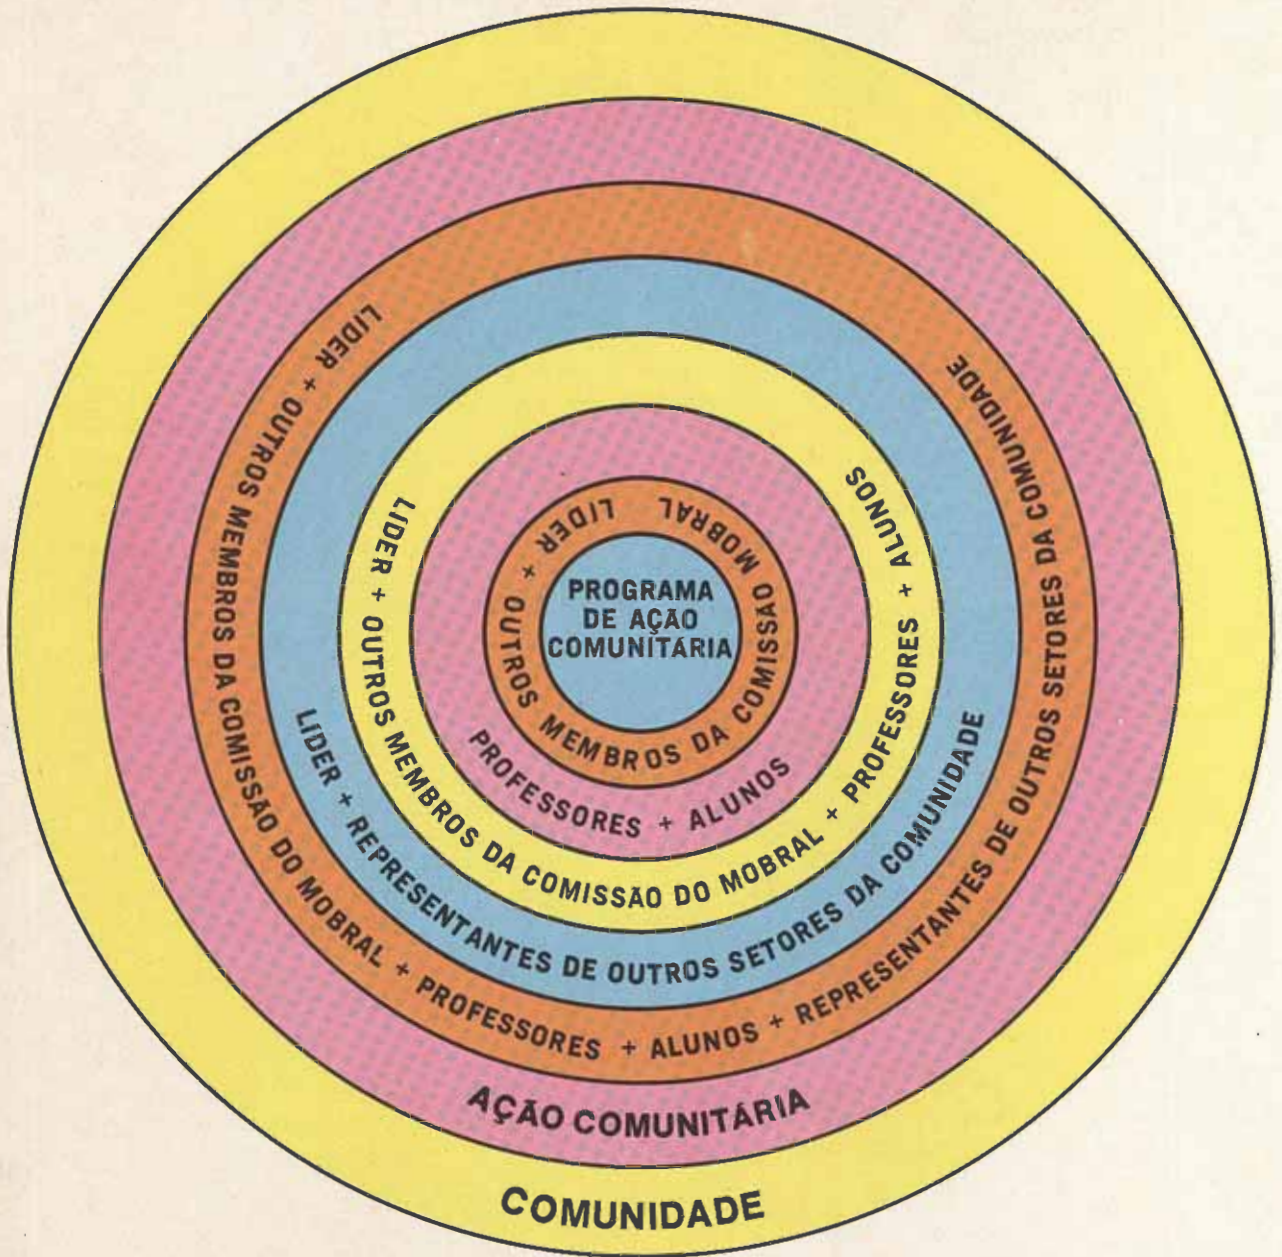 PROGRAMA
DE AÇÃO
COMUNITÁRIA
LIDER + OUTROS MEMBROS DA COMISSÃO MOBRAL
PROFESSORES + ALUNOS
LIDER + OUTROS MEMBROS DA COMISSÃO DO MOBRAL + PROFESSORES + ALUNOS
LIDER + REPRESENTANTES DE OUTROS SETORES DA COMUNIDADE
LIDER + OUTROS MEMBROS DA COMISSÃO DO MOBRAL + PROFESSORES + ALUNOS + REPRESENTANTES DE OUTROS SETORES DA COMUNIDADE
AÇÃO COMUNITÁRIA
COMUNIDADE